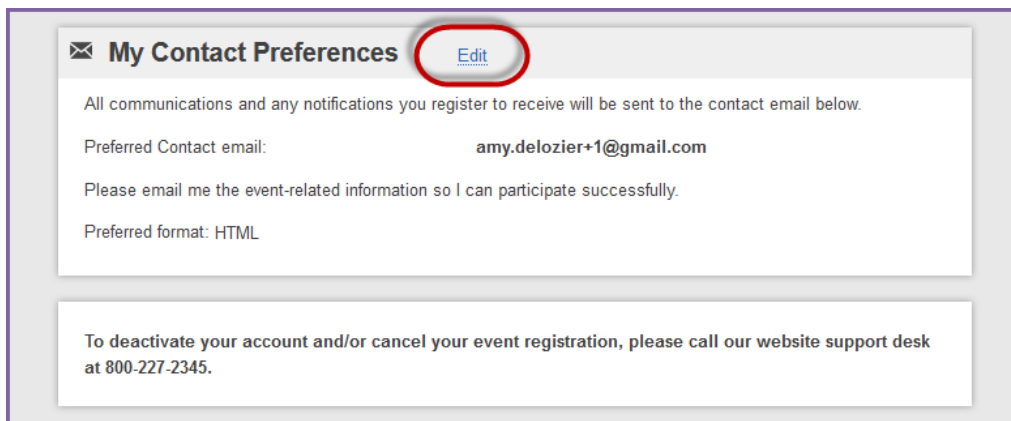 My Contact Preferences Edit
All communications and any notifications you register to receive will be sent to the contact email below.
Preferred Contact email: amy.delozier+1@gmail.com
Please email me the event-related information so I can participate successfully.
Preferred format: HTML
To deactivate your account and/or cancel your event registration, please call our website support desk
at 800-227-2345.